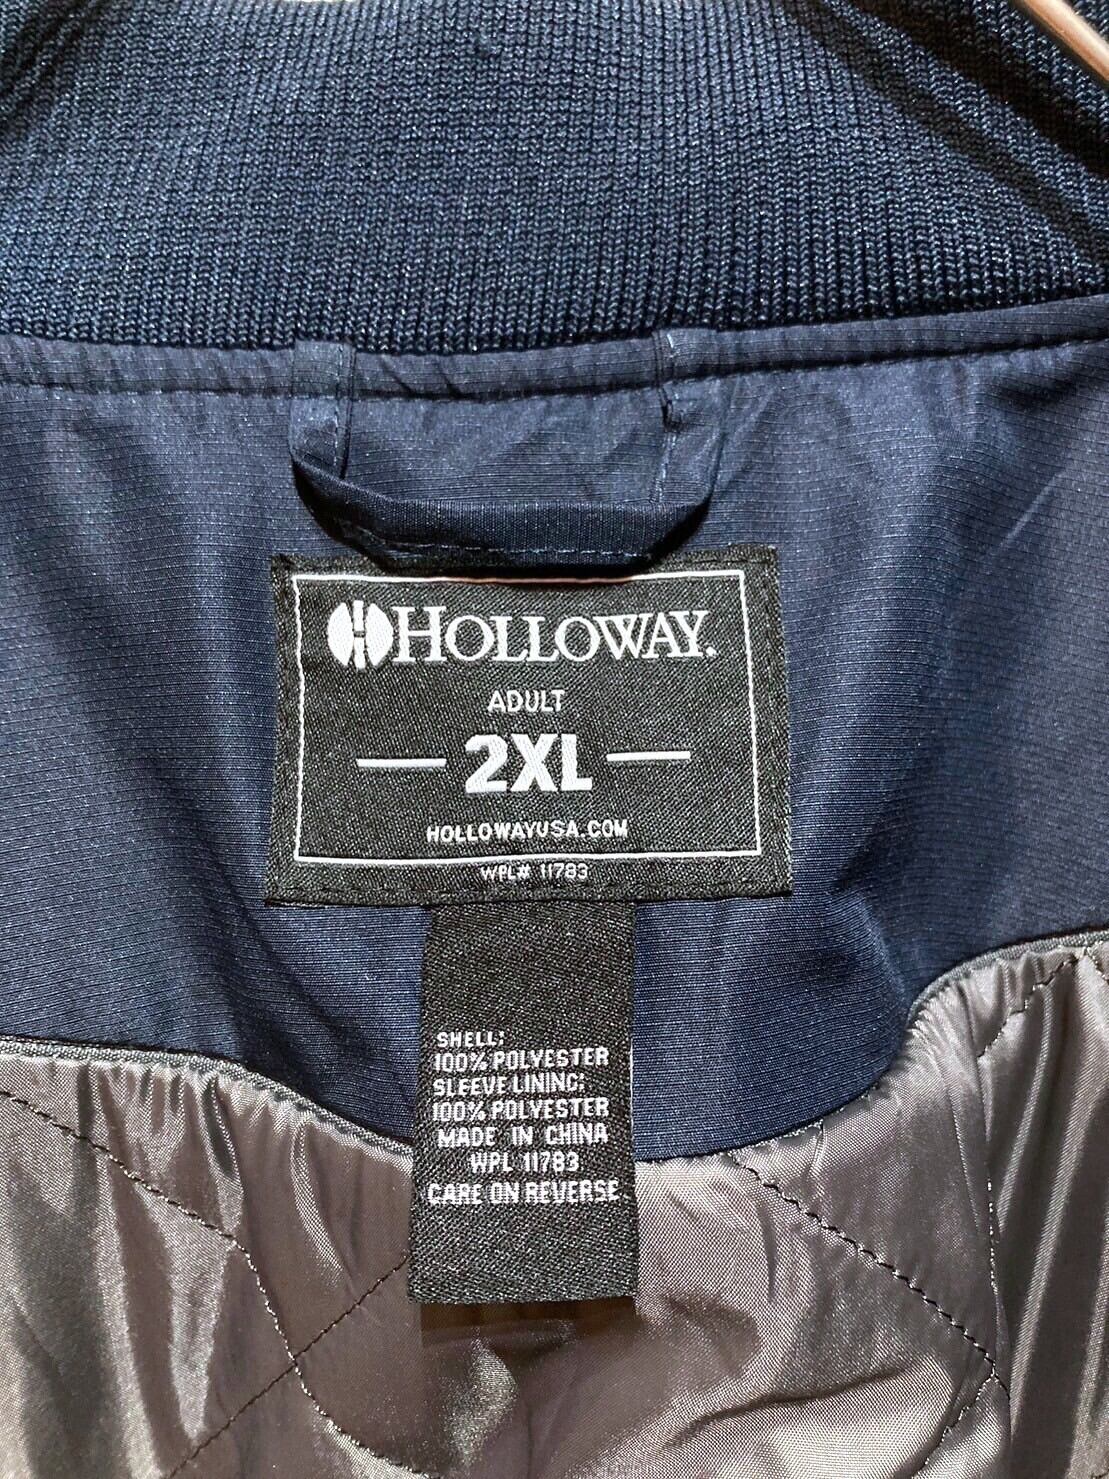 HOLLOWAY.
ADULT
2XL
HOLLOWAYUSA.COM
WPL# 11783
SHELL:
100% POLYESTER
SLEEVE LINING:
100% POLYESTER
MADE IN CHINA
WPL 11783
CARE ON REVERSE